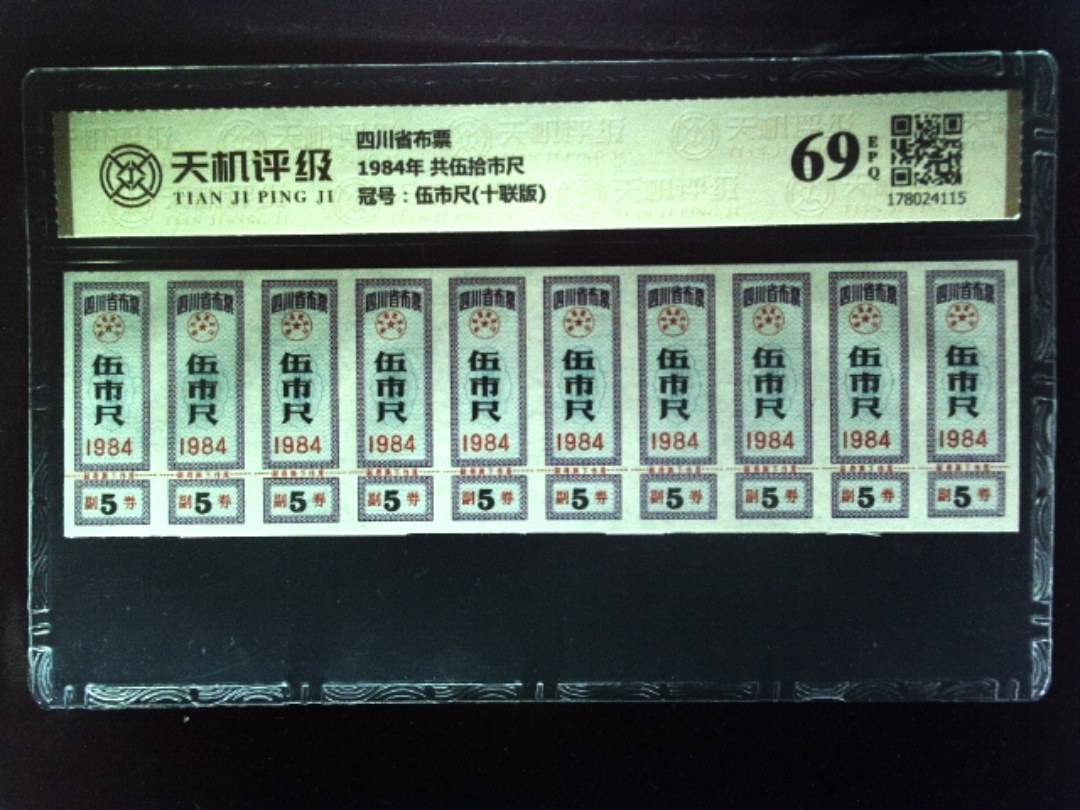 天机评级
TIAN JI PING JI
四川省布票
1984年 共伍拾市尺
冠号：伍市尺(十联版)
69
EPQ
178024115
四川省布票 四川省布票 四川省布票 四川省布票 四川省布票 四川省布票 四川省布票 四川省布票 四川省布票 四川省布票
伍市尺 伍市尺 伍市尺 伍市尺 伍市尺 伍市尺 伍市尺 伍市尺 伍市尺 伍市尺
1984 1984 1984 1984 1984 1984 1984 1984 1984 1984
副5券 副5券 副5券 副5券 副5券 副5券 副5券 副5券 副5券 副5券